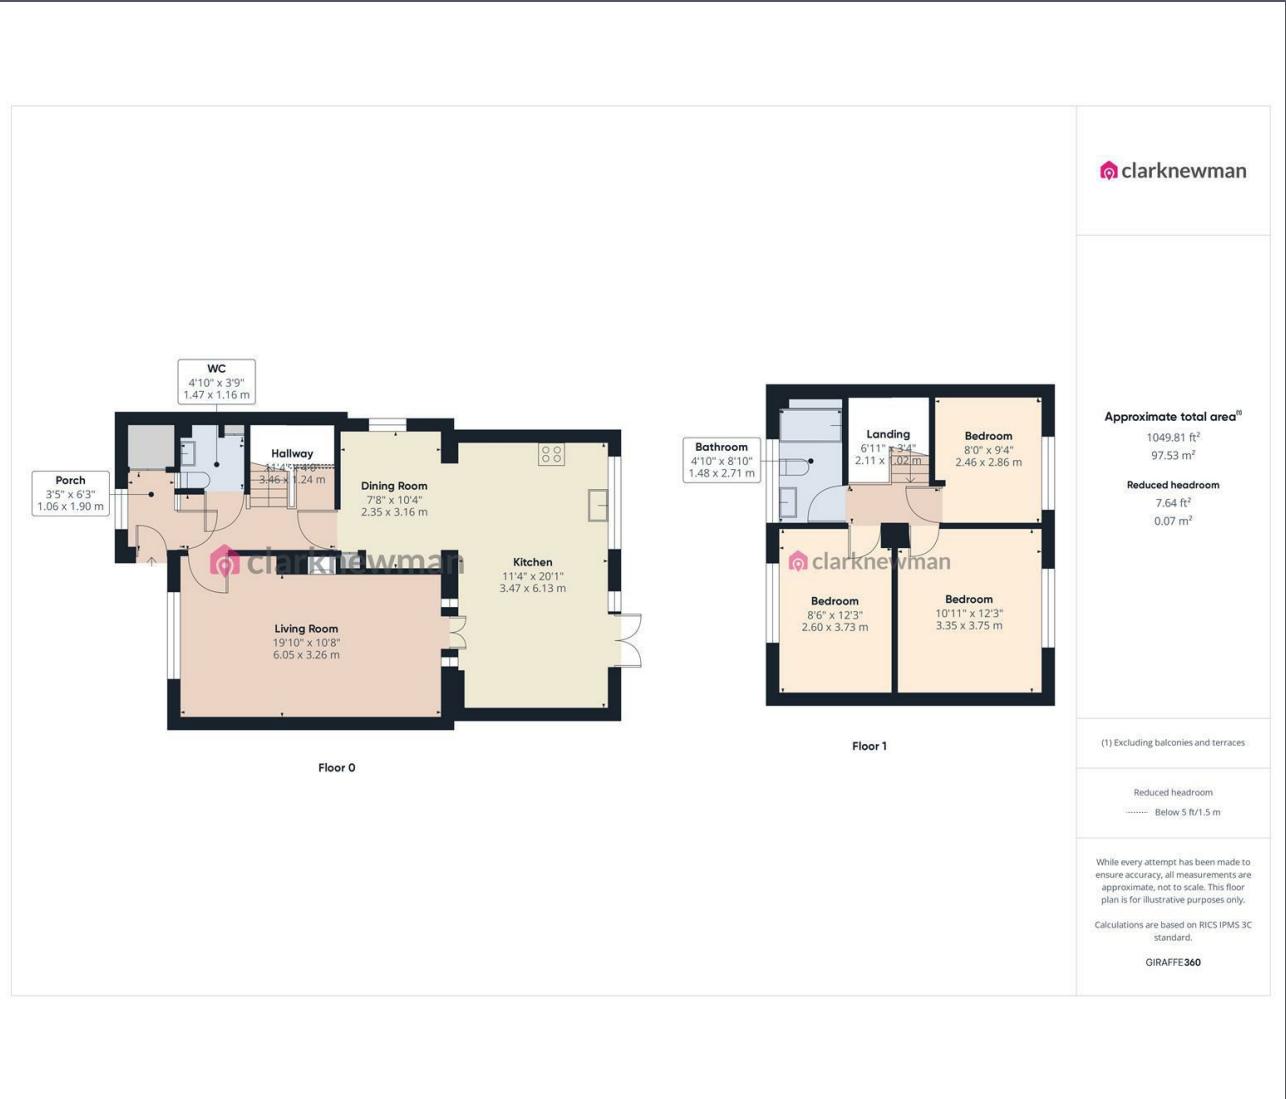 clarknewman
WC
4'10" x 3'9"
1.47 x 1.16 m
Hallway
11'4" x 4'0"
3.46 x 1.24 m
Porch
3'5" x 6'3"
1.06 x 1.90 m
Dining Room
7'8" x 10'4"
2.35 x 3.16 m
clarknewman
Kitchen
11'4" x 20'1"
3.47 x 6.13 m
Living Room
19'10" x 10'8"
6.05 x 3.26 m
Floor 0
Landing
6'11" x 3'4"
2.11 x 1.02 m
Bathroom
4'10" x 8'10"
1.48 x 2.71 m
Bedroom
8'0" x 9'4"
2.46 x 2.86 m
clarknewman
Bedroom
8'6" x 12'3"
2.60 x 3.73 m
Bedroom
10'11" x 12'3"
3.35 x 3.75 m
Floor 1
Approximate total area(1)
1049.81 ft²
97.53 m²
Reduced headroom
7.64 ft²
0.07 m²
(1) Excluding balconies and terraces
Reduced headroom
Below 5 ft/1.5 m
While every attempt has been made to
ensure accuracy, all measurements are
approximate, not to scale. This floor
plan is for illustrative purposes only.
Calculations are based on RICS IPMS 3C
standard.
GIRAFFE360